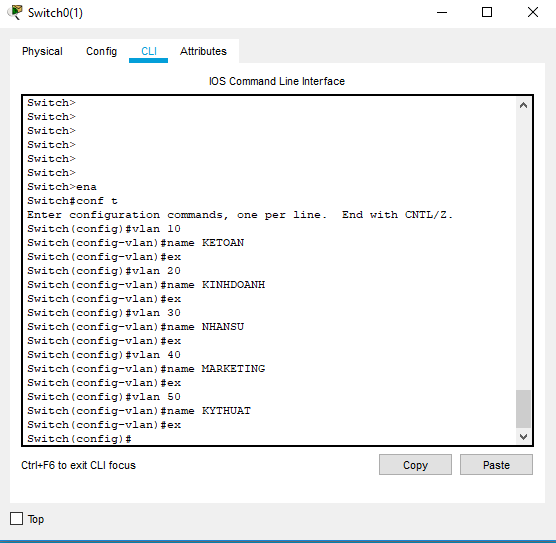 Switch0(1)
Physical Config CLI Attributes
IOS Command Line Interface
Switch>
Switch>
Switch>
Switch>
Switch>
Switch>
Switch>ena
Switch#conf t
Enter configuration commands, one per line.  End with CNTL/Z.
Switch(config)#vlan 10
Switch(config-vlan)#name KETOAN
Switch(config-vlan)#ex
Switch(config)#vlan 20
Switch(config-vlan)#name KINHDOANH
Switch(config-vlan)#ex
Switch(config)#vlan 30
Switch(config-vlan)#name NHANSU
Switch(config-vlan)#ex
Switch(config)#vlan 40
Switch(config-vlan)#name MARKETING
Switch(config-vlan)#ex
Switch(config)#vlan 50
Switch(config-vlan)#name KYTHUAT
Switch(config-vlan)#ex
Switch(config)#
Ctrl+F6 to exit CLI focus Copy Paste
Top